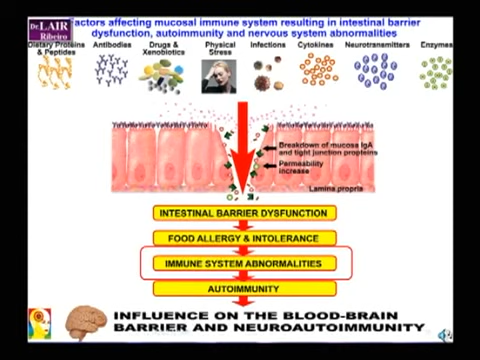 Dr. LAIR
Ribeiro
actors affecting mucosal immune system resulting in intestinal barrier
dysfunction, autoimmunity and nervous system abnormalities
Dietary Proteins
& Peptides
Antibodies
Drugs &
Xenobiotics
Physical
Stress
Infections
Cytokines
Neurotransmitters
Enzymes
Breakdown of mucosa IgA
and tight junction propteins
Permeability
increase
Lamina propria
INTESTINAL BARRIER DYSFUNCTION
FOOD ALLERGY & INTOLERANCE
IMMUNE SYSTEM ABNORMALITIES
AUTOIMMUNITY
INFLUENCE ON THE BLOOD-BRAIN
BARRIER AND NEUROAUTOIMMUNITY